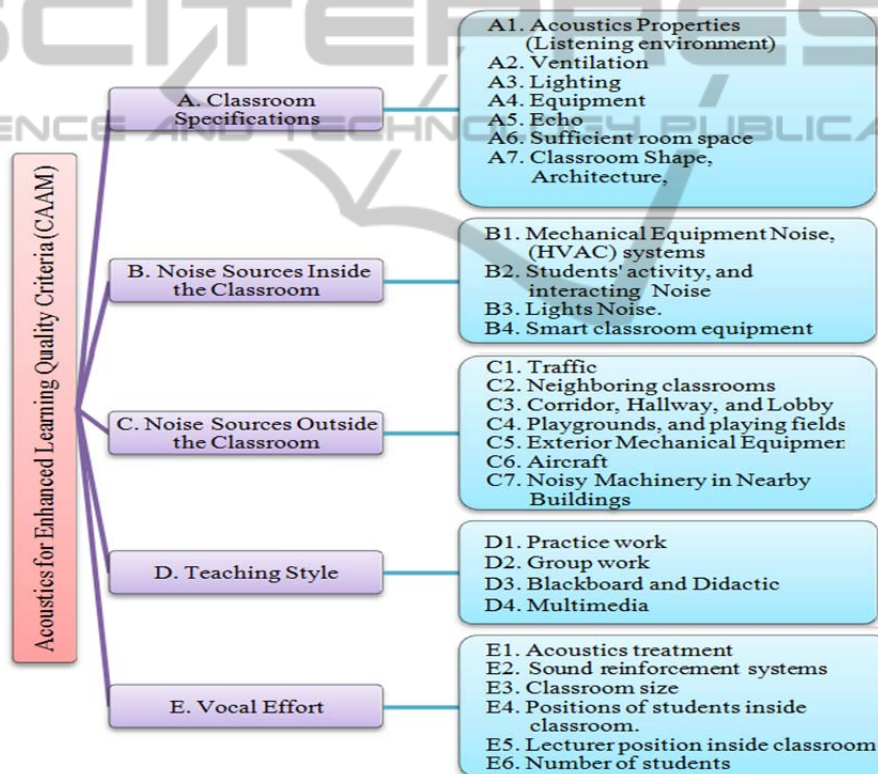 SCITEPRESS
ENCE AND TECHNOLOGY PUBLICA
Acoustics for Enhanced Learning Quality Criteria(CAAM)
A. Classroom
Specifications
A1. Acoustics Properties
(Listening environment)
A2. Ventilation
A3. Lighting
A4. Equipment
A5. Echo
A6. Sufficient room space
A7. Classroom Shape,
Architecture,
B. Noise Sources Inside
the Classroom
B1. Mechanical Equipment Noise,
(HVAC) systems
B2. Students' activity, and
interacting Noise
B3. Lights Noise.
B4. Smart classroom equipment
C. Noise Sources Outside
the Classroom
C1. Traffic
C2. Neighboring classrooms
C3. Corridor, Hallway, and Lobby
C4. Playgrounds, and playing fields
C5. Exterior Mechanical Equipmen
C6. Aircraft
C7. Noisy Machinery in Nearby
Buildings
D. Teaching Style
D1. Practice work
D2. Group work
D3. Blackboard and Didactic
D4. Multimedia
E. Vocal Effort
E1. Acoustics treatment
E2. Sound reinforcement systems
E3. Classroom size
E4. Positions of students inside
classroom.
E5. Lecturer position inside classroom
E6. Number of students